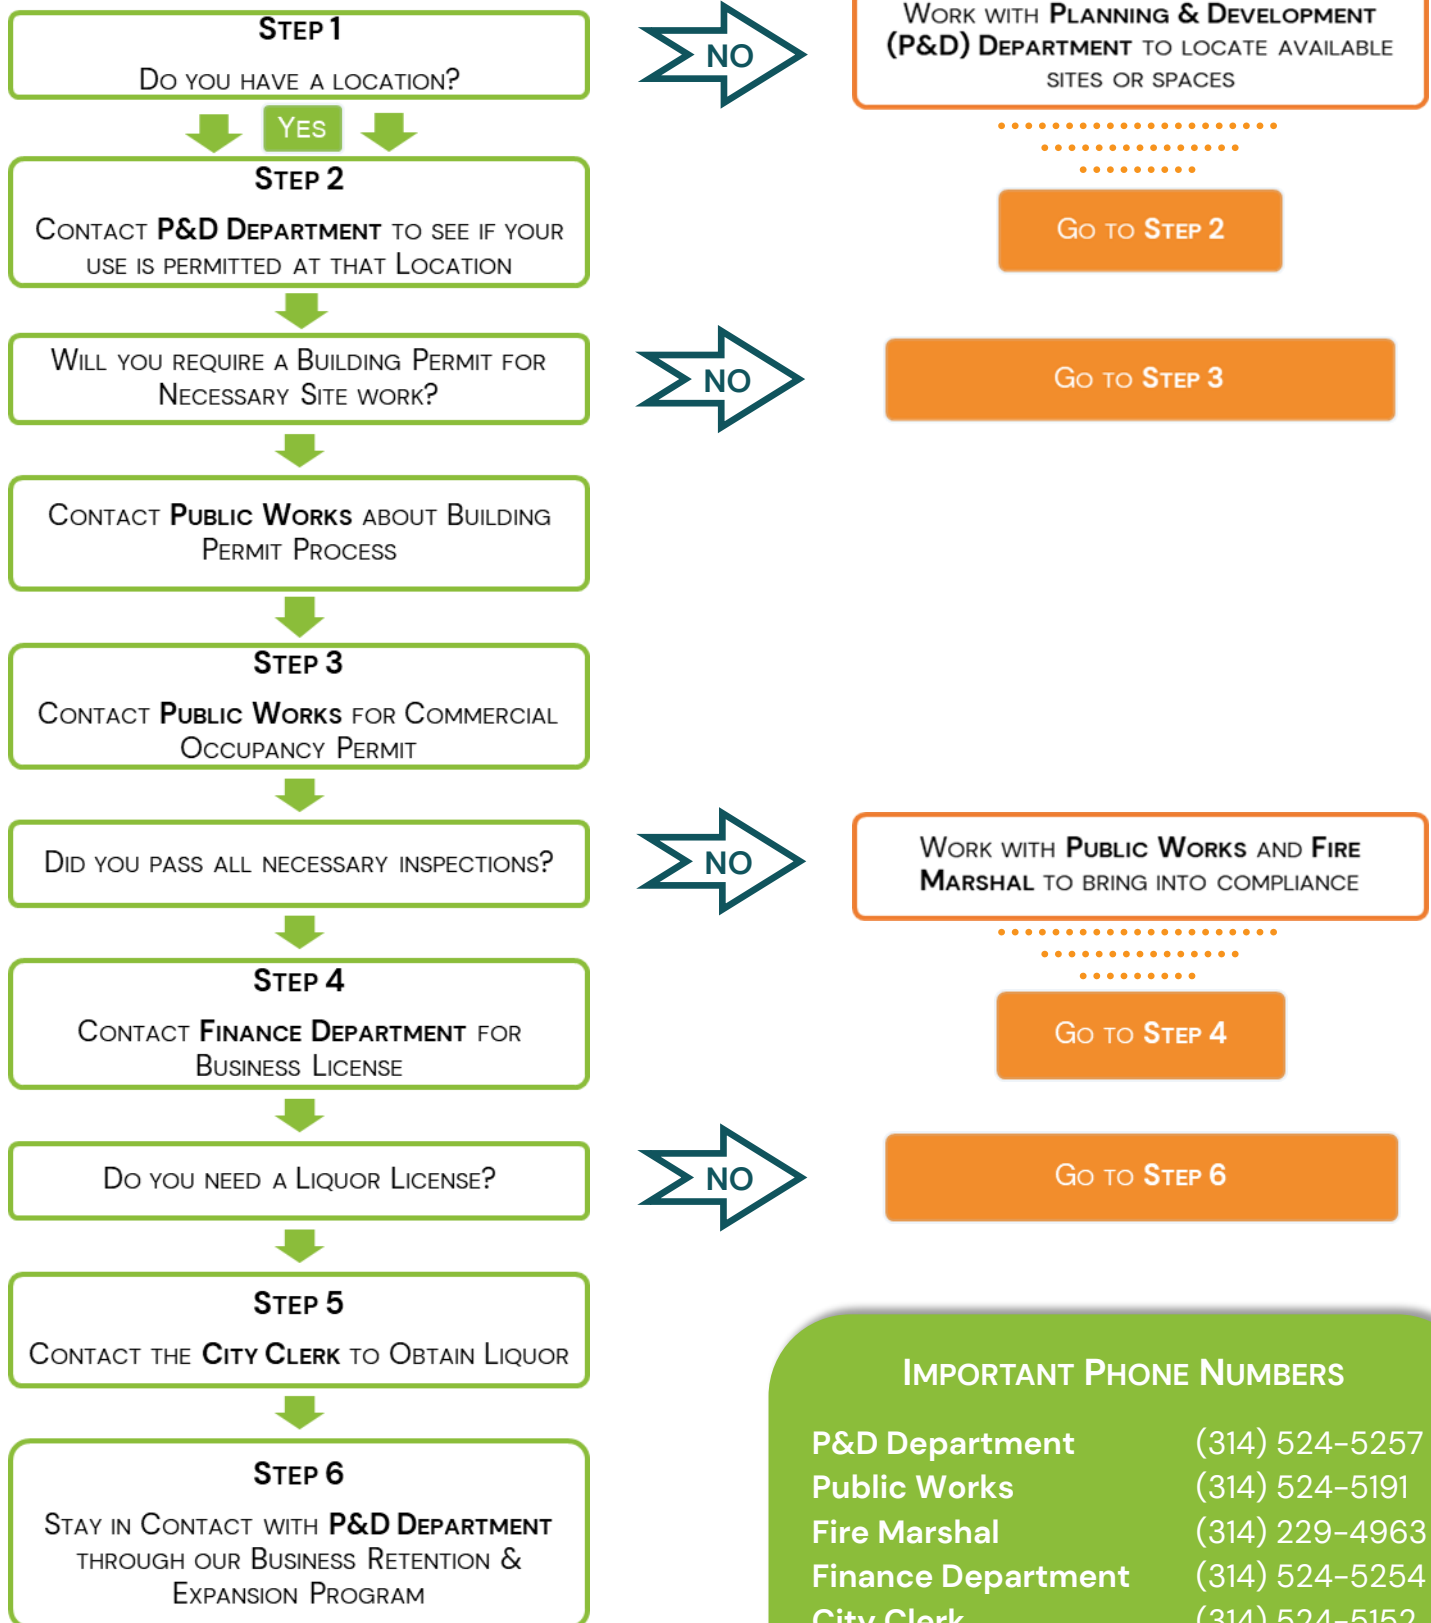 Step 1
Do you have a location?
NO
Work with Planning & Development
(P&D) Department to locate available
sites or spaces
Yes
Go to Step 2
Step 2
Contact P&D Department to see if your
use is permitted at that Location
Will you require a Building Permit for
Necessary Site work?
NO
Go to Step 3
Contact Public Works about Building
Permit Process
Step 3
Contact Public Works for Commercial
Occupancy Permit
Did you pass all necessary inspections?
NO
Work with Public Works and Fire
Marshal to bring into compliance
Go to Step 4
Step 4
Contact Finance Department for
Business License
Do you need a Liquor License?
NO
Go to Step 6
Step 5
Contact the City Clerk to Obtain Liquor
Step 6
Stay in Contact with P&D Department
through our Business Retention &
Expansion Program
Important Phone Numbers
P&D Department (314) 524-5257
Public Works (314) 524-5191
Fire Marshal (314) 229-4963
Finance Department (314) 524-5254
City Clerk (314) 524-5152